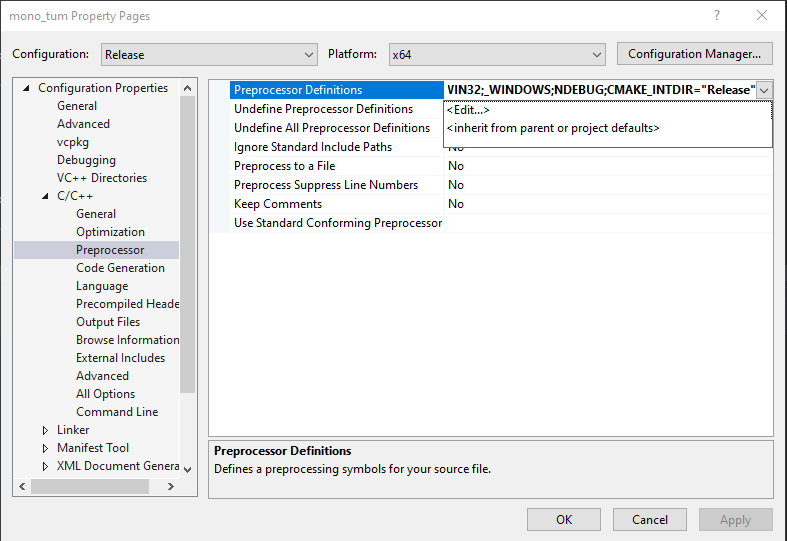 mono_tum Property Pages
Configuration: Release Platform: x64 Configuration Manager...
Configuration Properties
General
Advanced
vcpkg
Debugging
VC++ Directories
C/C++
General
Optimization
Preprocessor
Code Generation
Language
Precompiled Heade
Output Files
Browse Information
External Includes
Advanced
All Options
Command Line
Linker
Manifest Tool
XML Document Genera
Preprocessor Definitions VIN32;_WINDOWS;NDEBUG;CMAKE_INTDIR="Release"
Undefine Preprocessor Definitions <Edit...>
Undefine All Preprocessor Definitions <inherit from parent or project defaults>
Ignore Standard Include Paths No
Preprocess to a File No
Preprocess Suppress Line Numbers No
Keep Comments No
Use Standard Conforming Preprocessor
Preprocessor Definitions
Defines a preprocessing symbols for your source file.
OK Cancel Apply